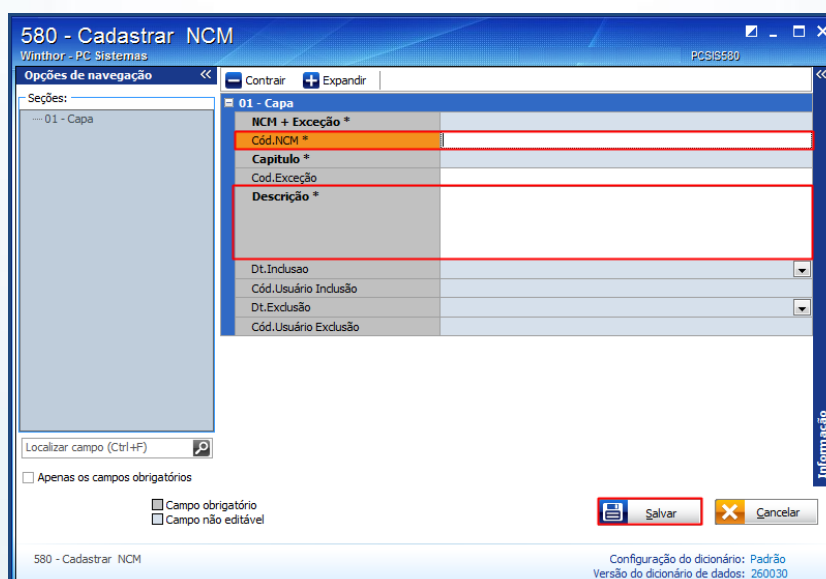 580 - Cadastrar NCM
Winthor - PC Sistemas
PCSIS580
Opções de navegação
Contrair
Expandir
Seções:
01 - Capa
01 - Capa
NCM + Exceção *
Cód.NCM *
Capitulo *
Cod.Exceção
Descrição *
Dt.Inclusao
Cód.Usuário Inclusão
Dt.Exclusão
Cód.Usuário Exclusão
Informação
Localizar campo (Ctrl+F)
Apenas os campos obrigatórios
Campo obrigatório
Campo não editável
Salvar
Cancelar
580 - Cadastrar NCM
Configuração do dicionário: Padrão
Versão do dicionário de dados: 260030